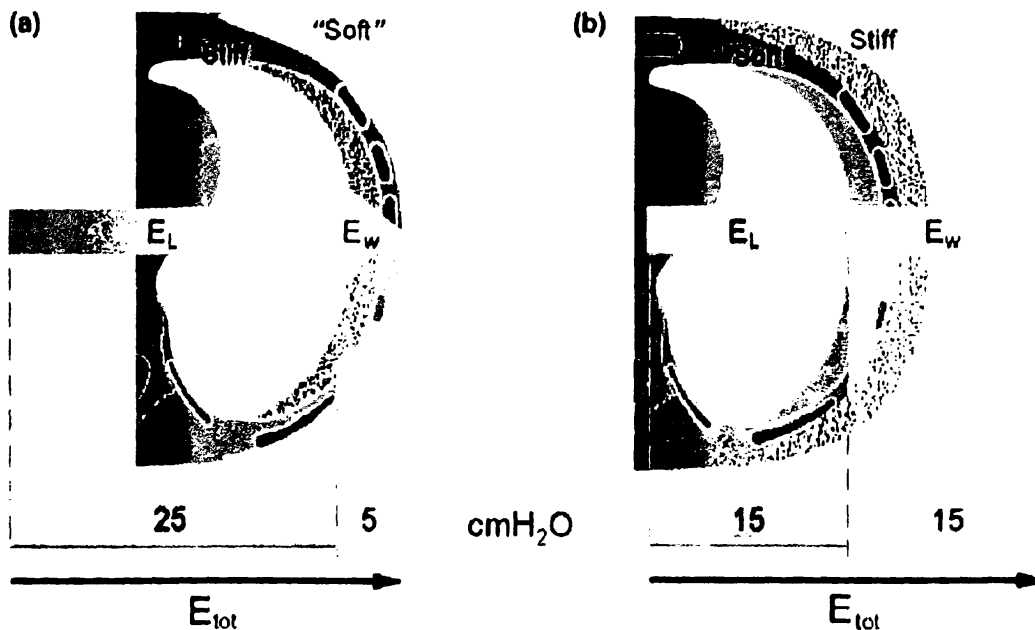 (a)
"Soft"
Stiff
E_L
E_w
25
5
E_tot
cmH₂O
(b)
Stiff
Soft
E_L
E_w
15
15
E_tot